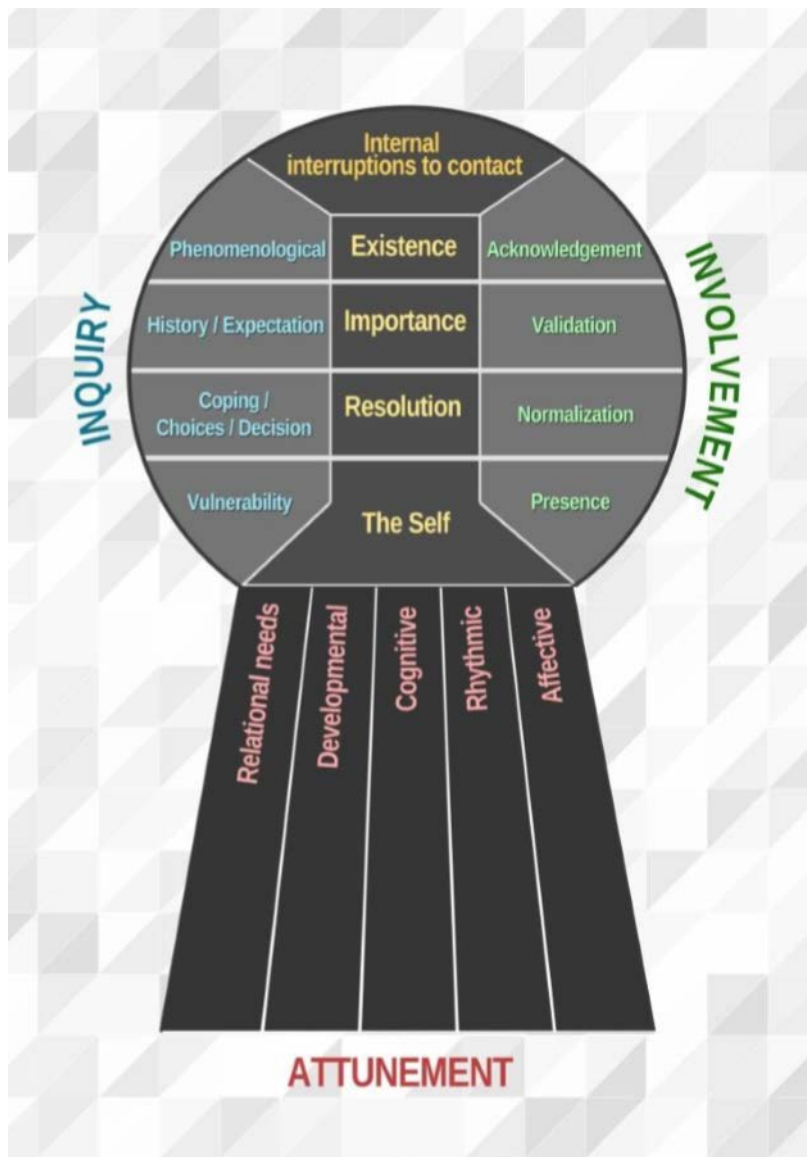 Internal
interruptions to contact
Phenomenological
Existence
Acknowledgement
History / Expectation
Importance
Validation
Coping /
Choices / Decision
Resolution
Normalization
Vulnerability
The Self
Presence
INQUIRY
INVOLVEMENT
Relational needs
Developmental
Cognitive
Rhythmic
Affective
ATTUNEMENT